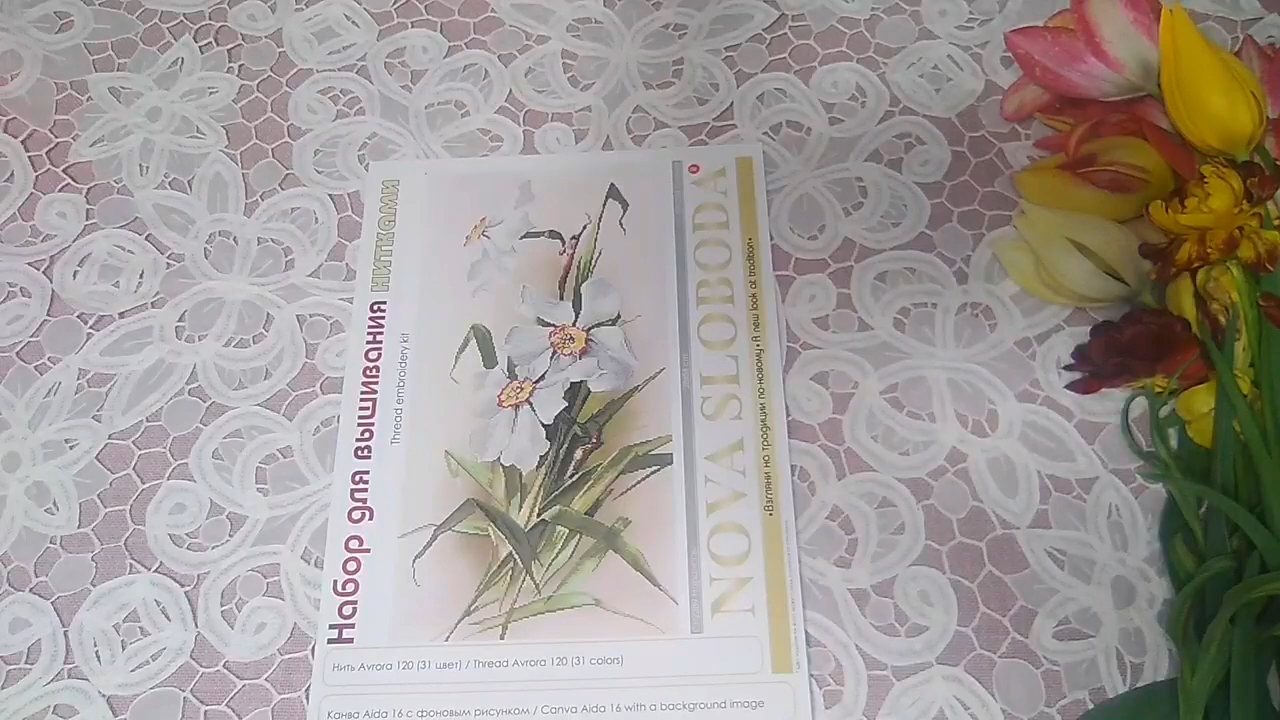 Набор для вышивания нитками
Thread embroidery kit
NOVA SLOBODA
•Взгляни на традиции по-новому• A new look at tradition•
Нить Avrora 120 (31 цвет) / Thread Avrora 120 (31 colors)
Канва Aida 16 с фоновым рисунком / Canva Aida 16 with a background image